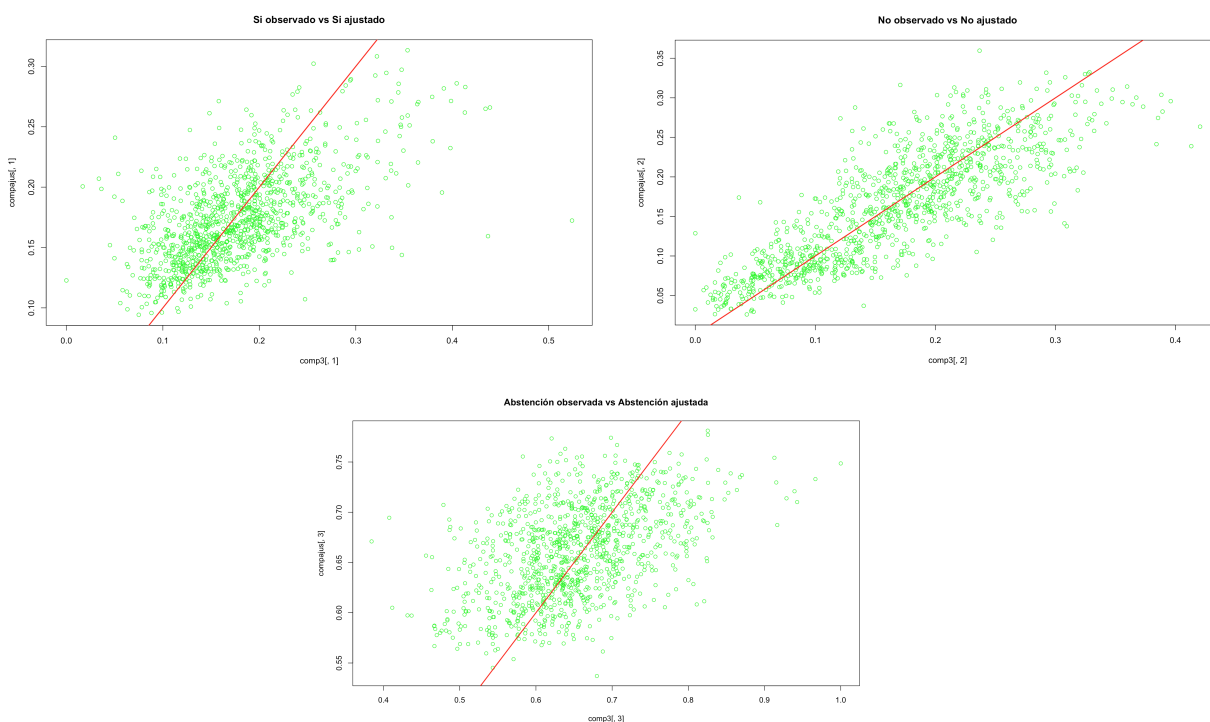 Si observado vs Si ajustado
0.30
0.25
0.20
0.15
0.10
compajus[, 1]
0.0 0.1 0.2 0.3 0.4 0.5
comp3[, 1]
No observado vs No ajustado
0.35
0.30
0.25
0.20
0.15
0.10
0.05
compajus[, 2]
0.0 0.1 0.2 0.3 0.4
comp3[, 2]
Abstención observada vs Abstención ajustada
0.75
0.70
0.65
0.60
0.55
compajus[, 3]
0.4 0.5 0.6 0.7 0.8 0.9 1.0
comp3[, 3]